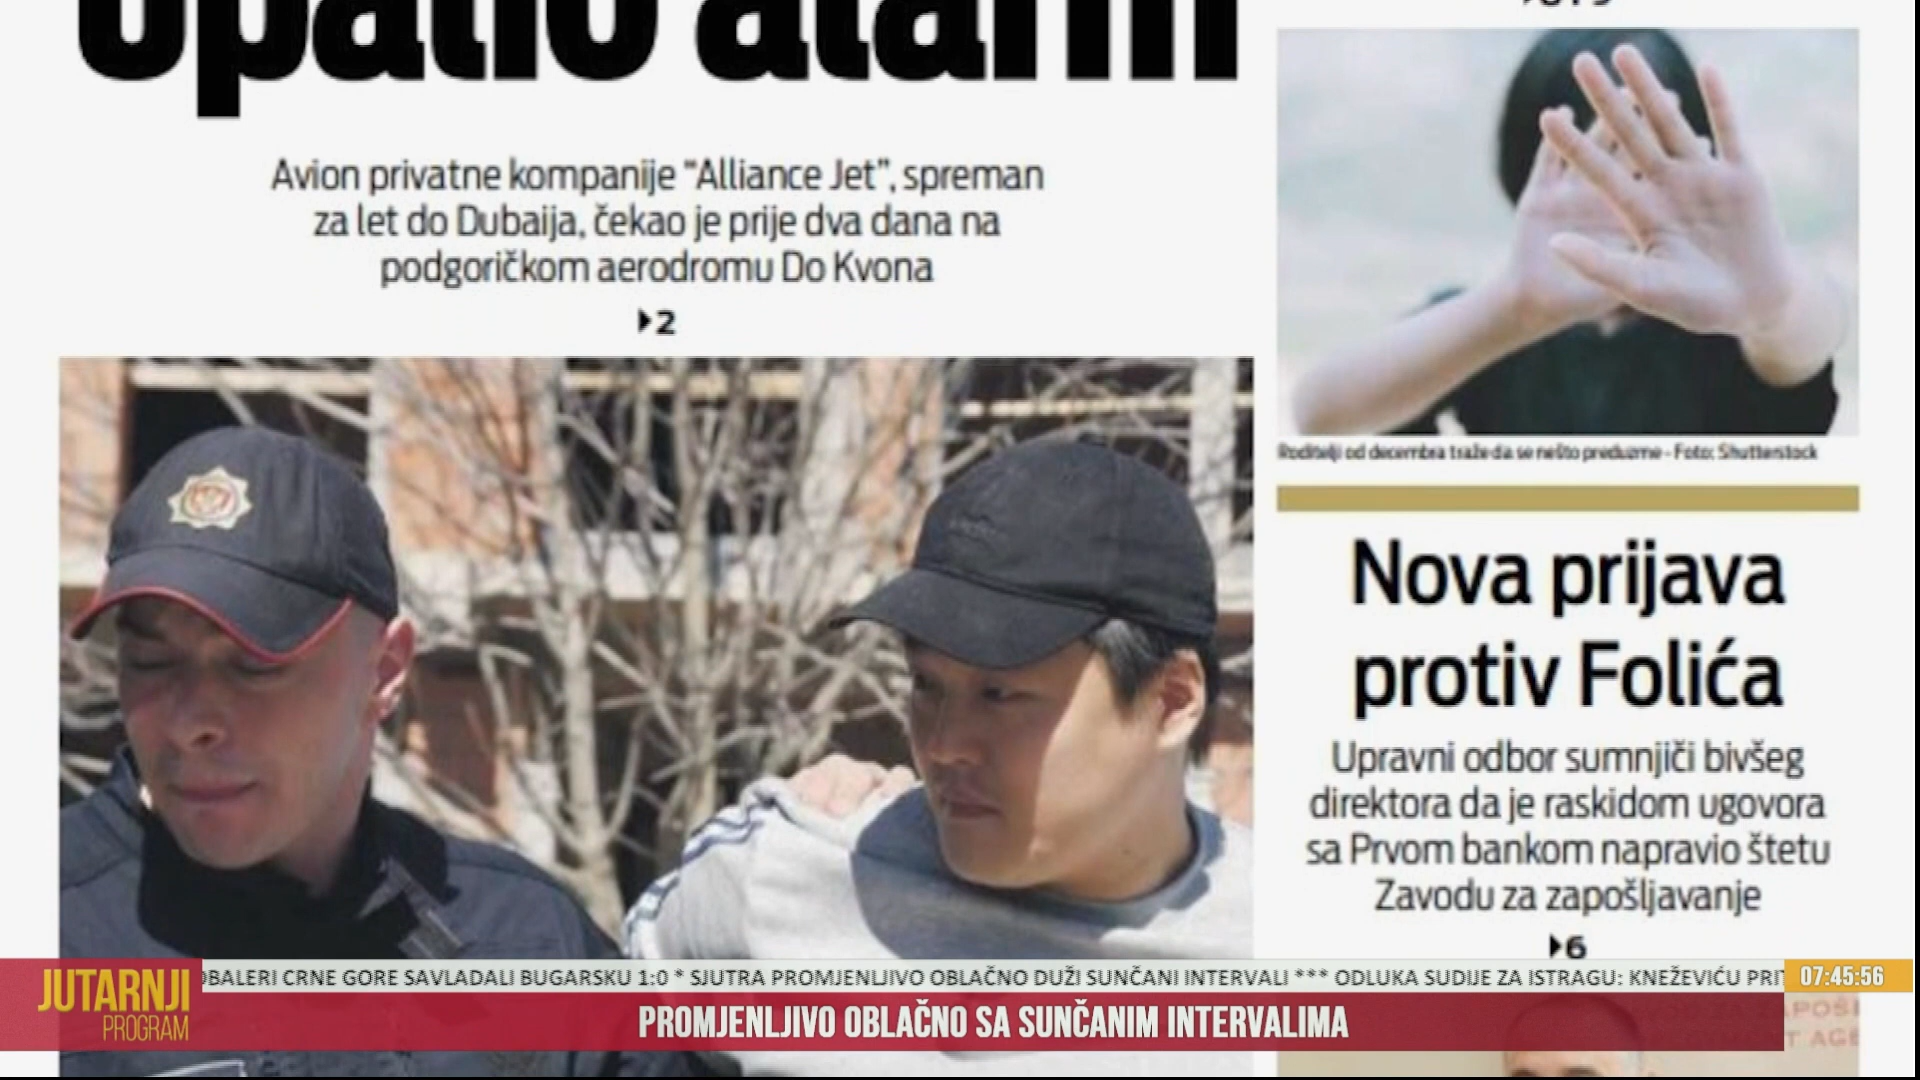 upalio alarm
Avion privatne kompanije "Alliance Jet", spreman
za let do Dubaija, čekao je prije dva dana na
podgoričkom aerodromu Do Kvona
2
Roditelji od decembra traže da se nešto preduzme - Foto: Shutterstock
Nova prijava
protiv Folića
Upravni odbor sumnjiči bivšeg
direktora da je raskidom ugovora
sa Prvom bankom napravio štetu
Zavodu za zapošljavanje
6
JUTARNJI
PROGRAM
OBALERI CRNE GORE SAVLADALI BUGARSKU 1:0 * SJUTRA PROMJENLJIVO OBLAČNO DUŽI SUNČANI INTERVALI *** ODLUKA SUDIJE ZA ISTRAGU: KNEŽEVIĆU PRIT
07:45:56
PROMJENLJIVO OBLAČNO SA SUNČANIM INTERVALIMA